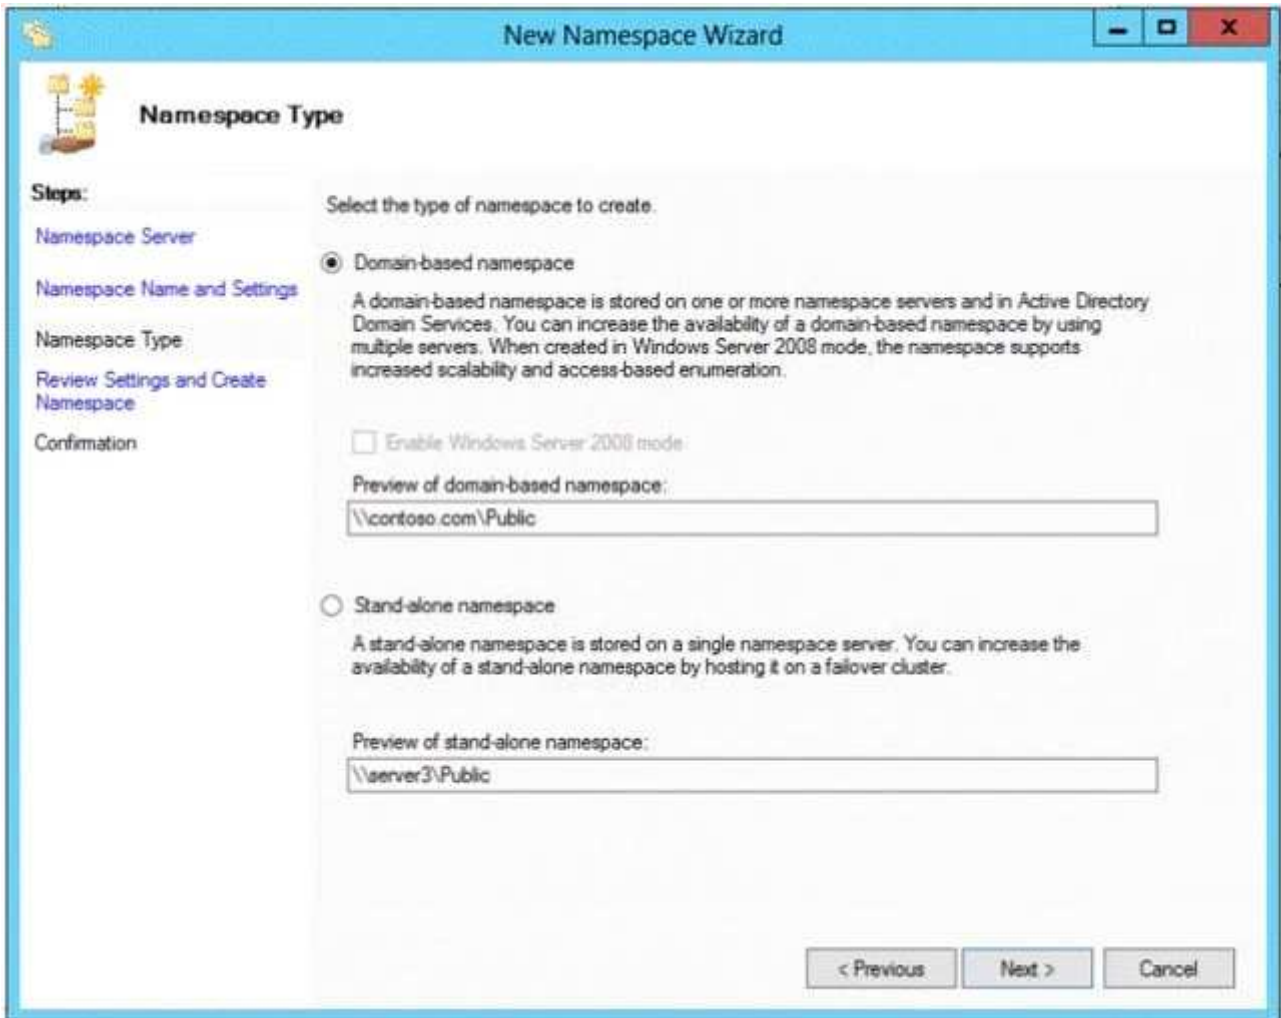 New Namespace Wizard
Namespace Type
Steps:
Namespace Server
Namespace Name and Settings
Namespace Type
Review Settings and Create
Namespace
Confirmation
Select the type of namespace to create.
Domain-based namespace
A domain-based namespace is stored on one or more namespace servers and in Active Directory
Domain Services. You can increase the availability of a domain-based namespace by using
multiple servers. When created in Windows Server 2008 mode, the namespace supports
increased scalability and access-based enumeration.
Enable Windows Server 2008 mode
Preview of domain-based namespace:
\\contoso.com\Public
Stand-alone namespace
A stand-alone namespace is stored on a single namespace server. You can increase the
availability of a stand-alone namespace by hosting it on a failover cluster.
Preview of stand-alone namespace:
\\server3\Public
< Previous
Next >
Cancel